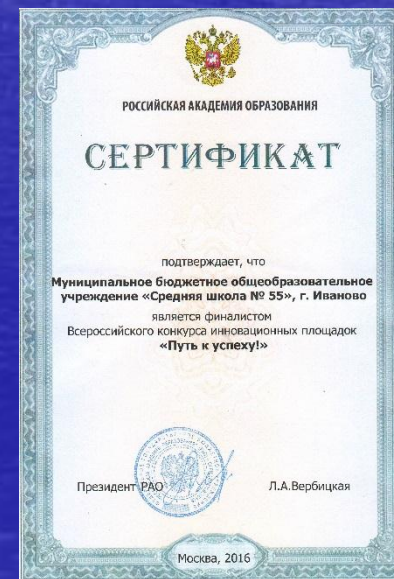 РОССИЙСКАЯ АКАДЕМИЯ ОБРАЗОВАНИЯ
СЕРТИФИКАТ
подтверждает, что
Муниципальное бюджетное общеобразовательное
учреждение «Средняя школа № 55», г. Иваново
является финалистом
Всероссийского конкурса инновационных площадок
«Путь к успеху!»
Президент РАО Л.А.Вербицкая
Москва, 2016